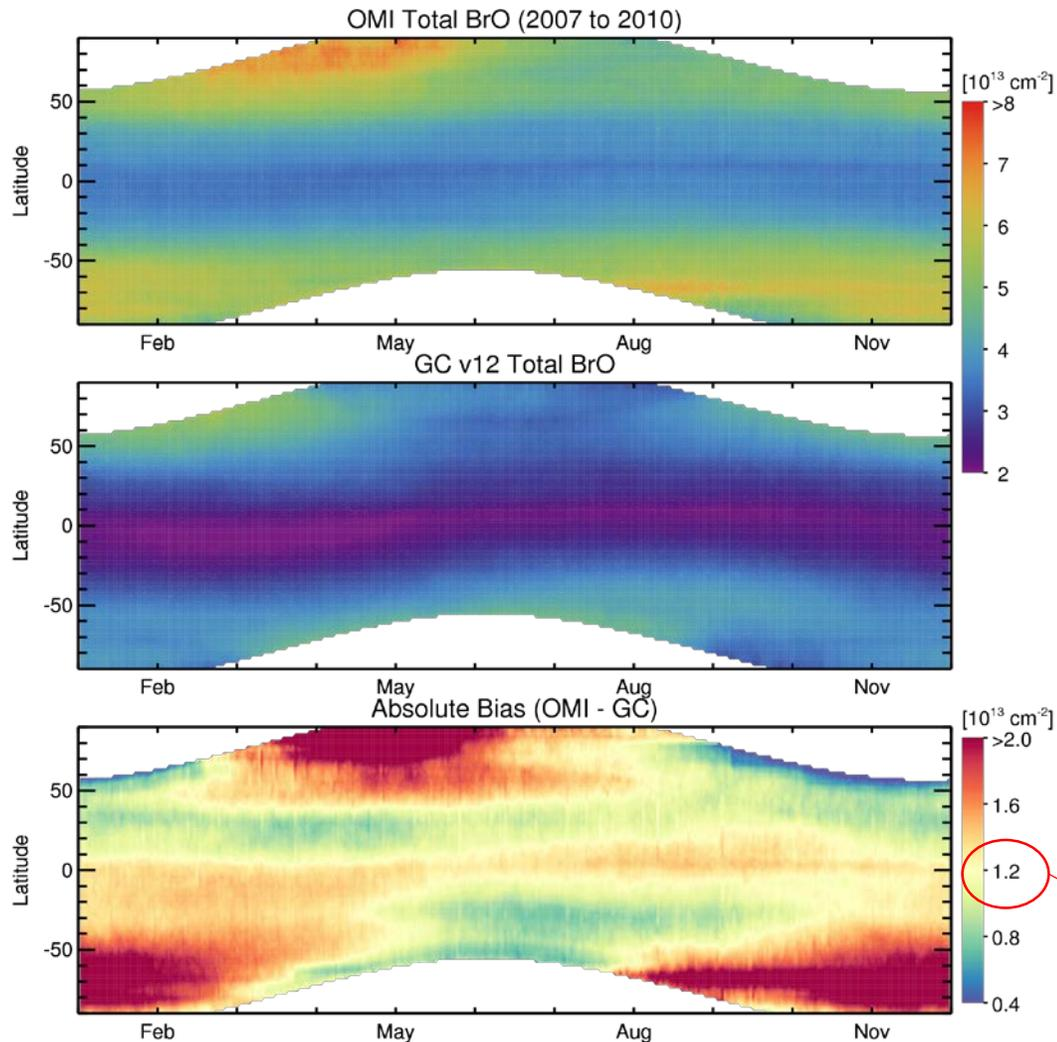 OMI Total BrO (2007 to 2010)
[10¹³ cm⁻²]
>8
7
6
5
4
3
2
Latitude
50
0
-50
Feb
May
Aug
Nov
GC v12 Total BrO
Latitude
50
0
-50
Feb
May
Aug
Nov
Absolute Bias (OMI - GC)
[10¹³ cm⁻²]
>2.0
1.6
1.2
0.8
0.4
Latitude
50
0
-50
Feb
May
Aug
Nov